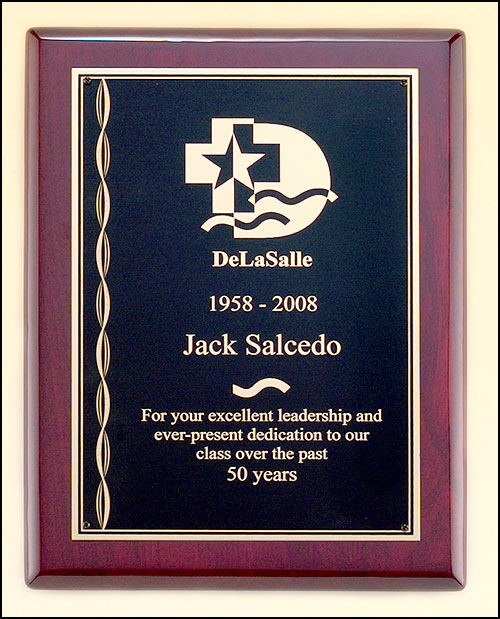 DeLaSalle
1958 - 2008
Jack Salcedo
For your excellent leadership and
ever-present dedication to our
class over the past
50 years